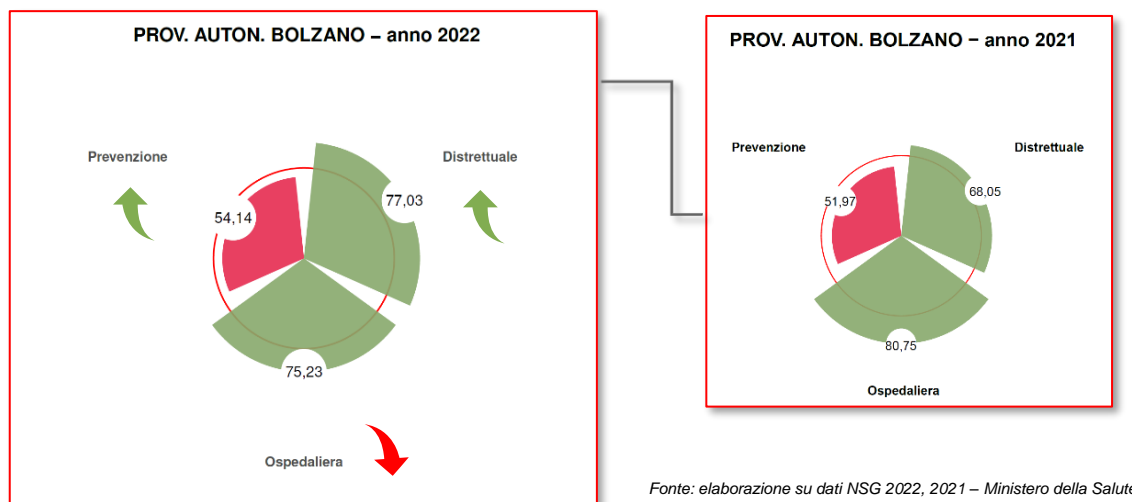 PROV. AUTON. BOLZANO – anno 2022
Prevenzione
Distrettuale
54,14
77,03
75,23
Ospedaliera
PROV. AUTON. BOLZANO – anno 2021
Prevenzione
Distrettuale
51,97
68,05
80,75
Ospedaliera
Fonte: elaborazione su dati NSG 2022, 2021 – Ministero della Salute